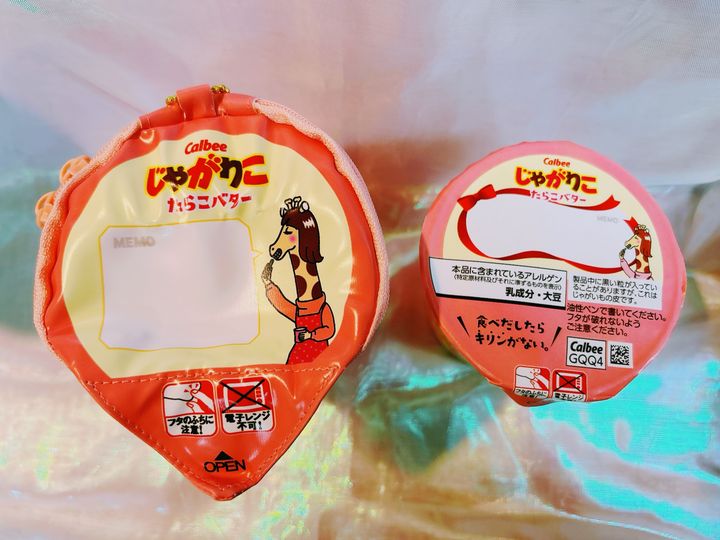 Calbee
じゃがりこ
たらこバター
MEMO
フタのふちに
注意!
電子レンジ
不可!
OPEN
Calbee
じゃがりこ
たらこバター
MEMO
本品に含まれているアレルゲン
(特定原材料及びそれに準ずるものを表示)
乳成分・大豆
製品中に黒い粒が入ってい
ることがありますが、これは
じゃがいもの皮です。
油性ペンで書いてください。
フタが破れないよう
ご注意ください。
食べだしたら
キリンがない。
Calbee
GQQ4